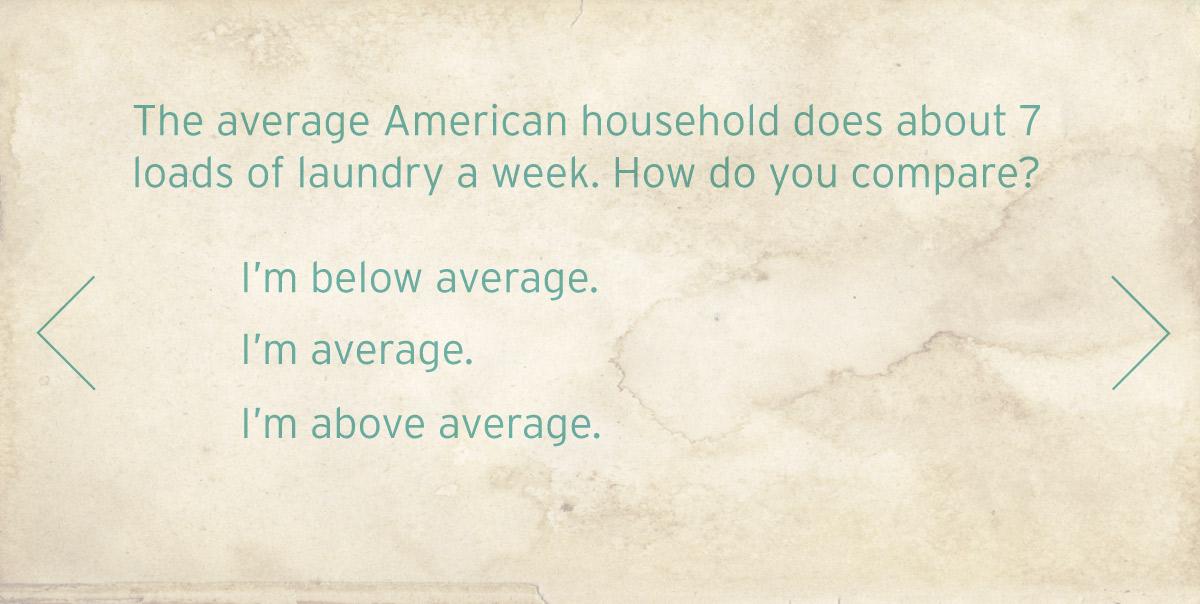 The average American household does about 7
loads of laundry a week. How do you compare?
I'm below average.
I'm average.
I'm above average.